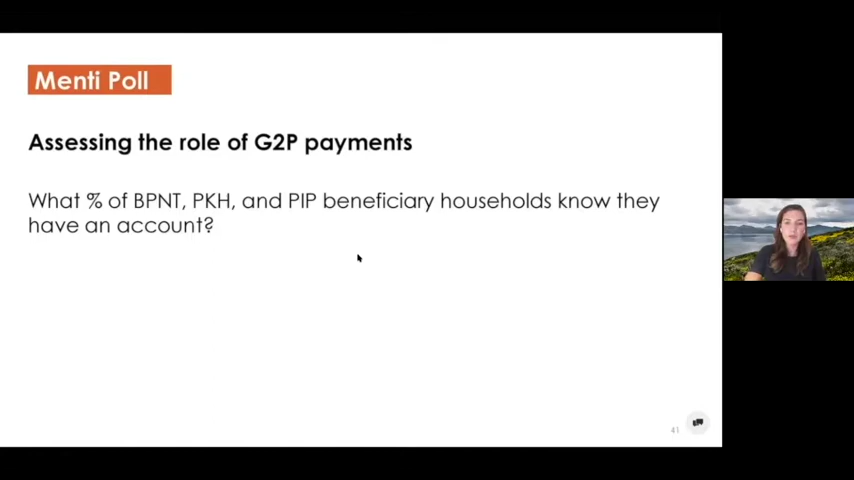 Menti Poll
Assessing the role of G2P payments
What % of BPNT, PKH, and PIP beneficiary households know they
have an account?
41